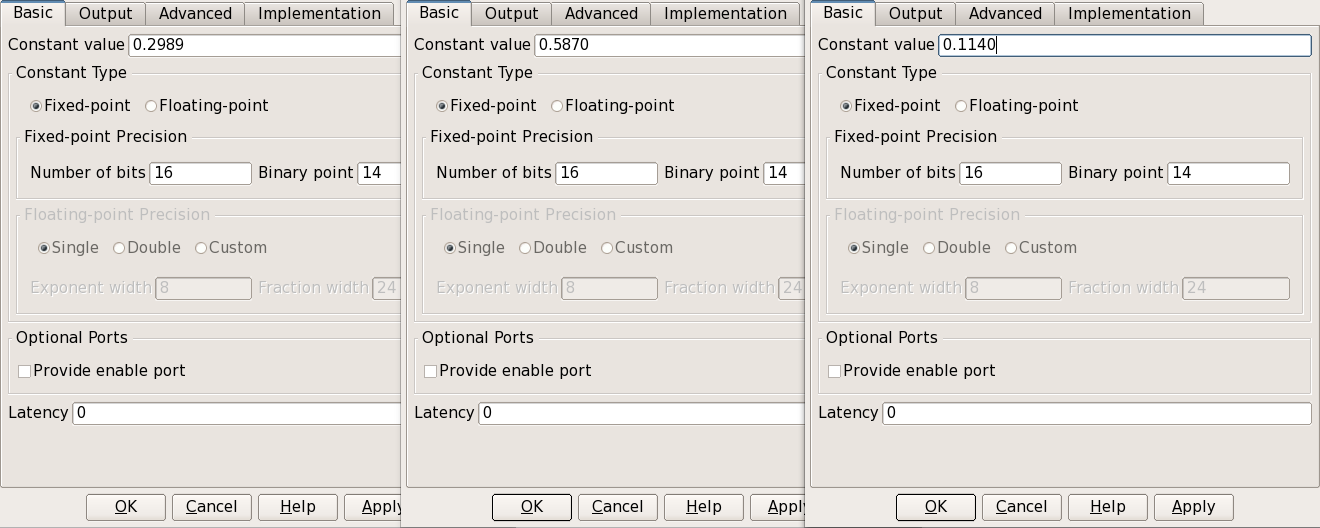 Basic Output Advanced Implementation
Constant value 0.2989
Constant Type
Fixed-point Floating-point
Fixed-point Precision
Number of bits 16 Binary point 14
Floating-point Precision
Single Double Custom
Exponent width 8 Fraction width 24
Optional Ports
Provide enable port
Latency 0
OK Cancel Help Apply
Basic Output Advanced Implementation
Constant value 0.5870
Constant Type
Fixed-point Floating-point
Fixed-point Precision
Number of bits 16 Binary point 14
Floating-point Precision
Single Double Custom
Exponent width 8 Fraction width 24
Optional Ports
Provide enable port
Latency 0
OK Cancel Help Appl
Basic Output Advanced Implementation
Constant value 0.1140
Constant Type
Fixed-point Floating-point
Fixed-point Precision
Number of bits 16 Binary point 14
Floating-point Precision
Single Double Custom
Exponent width 8 Fraction width 24
Optional Ports
Provide enable port
Latency 0
OK Cancel Help Apply